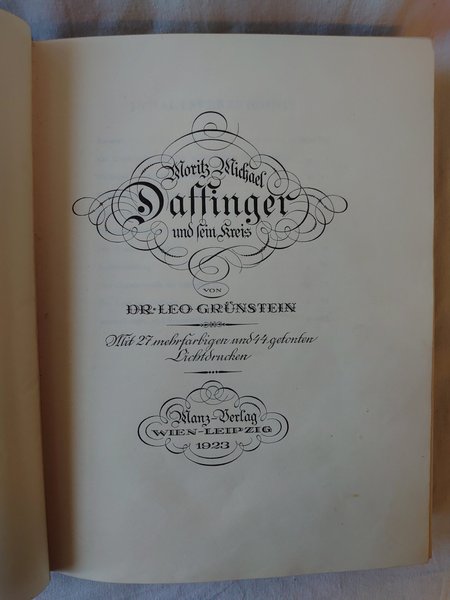 Moritz Michael
Daffinger
und sein Kreis
VON
DR. LEO GRÜNSTEIN
Mit 27 mehrfarbigen und 44 getonten
Lichtdrucken
Manz-Verlag
WIEN-LEIPZIG
1923